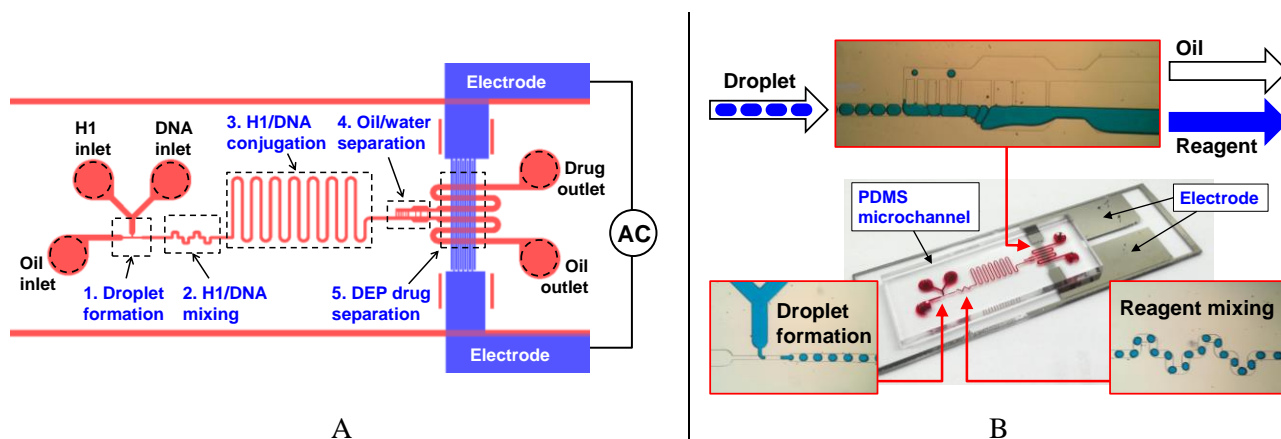 Electrode
H1
inlet
DNA
inlet
3. H1/DNA
conjugation
4. Oil/water
separation
Drug
outlet
AC
Oil
inlet
1. Droplet
formation
2. H1/DNA
mixing
5. DEP drug
separation
Oil
outlet
Electrode
A
Droplet
Oil
Reagent
PDMS
microchannel
Electrode
Droplet
formation
Reagent mixing
B